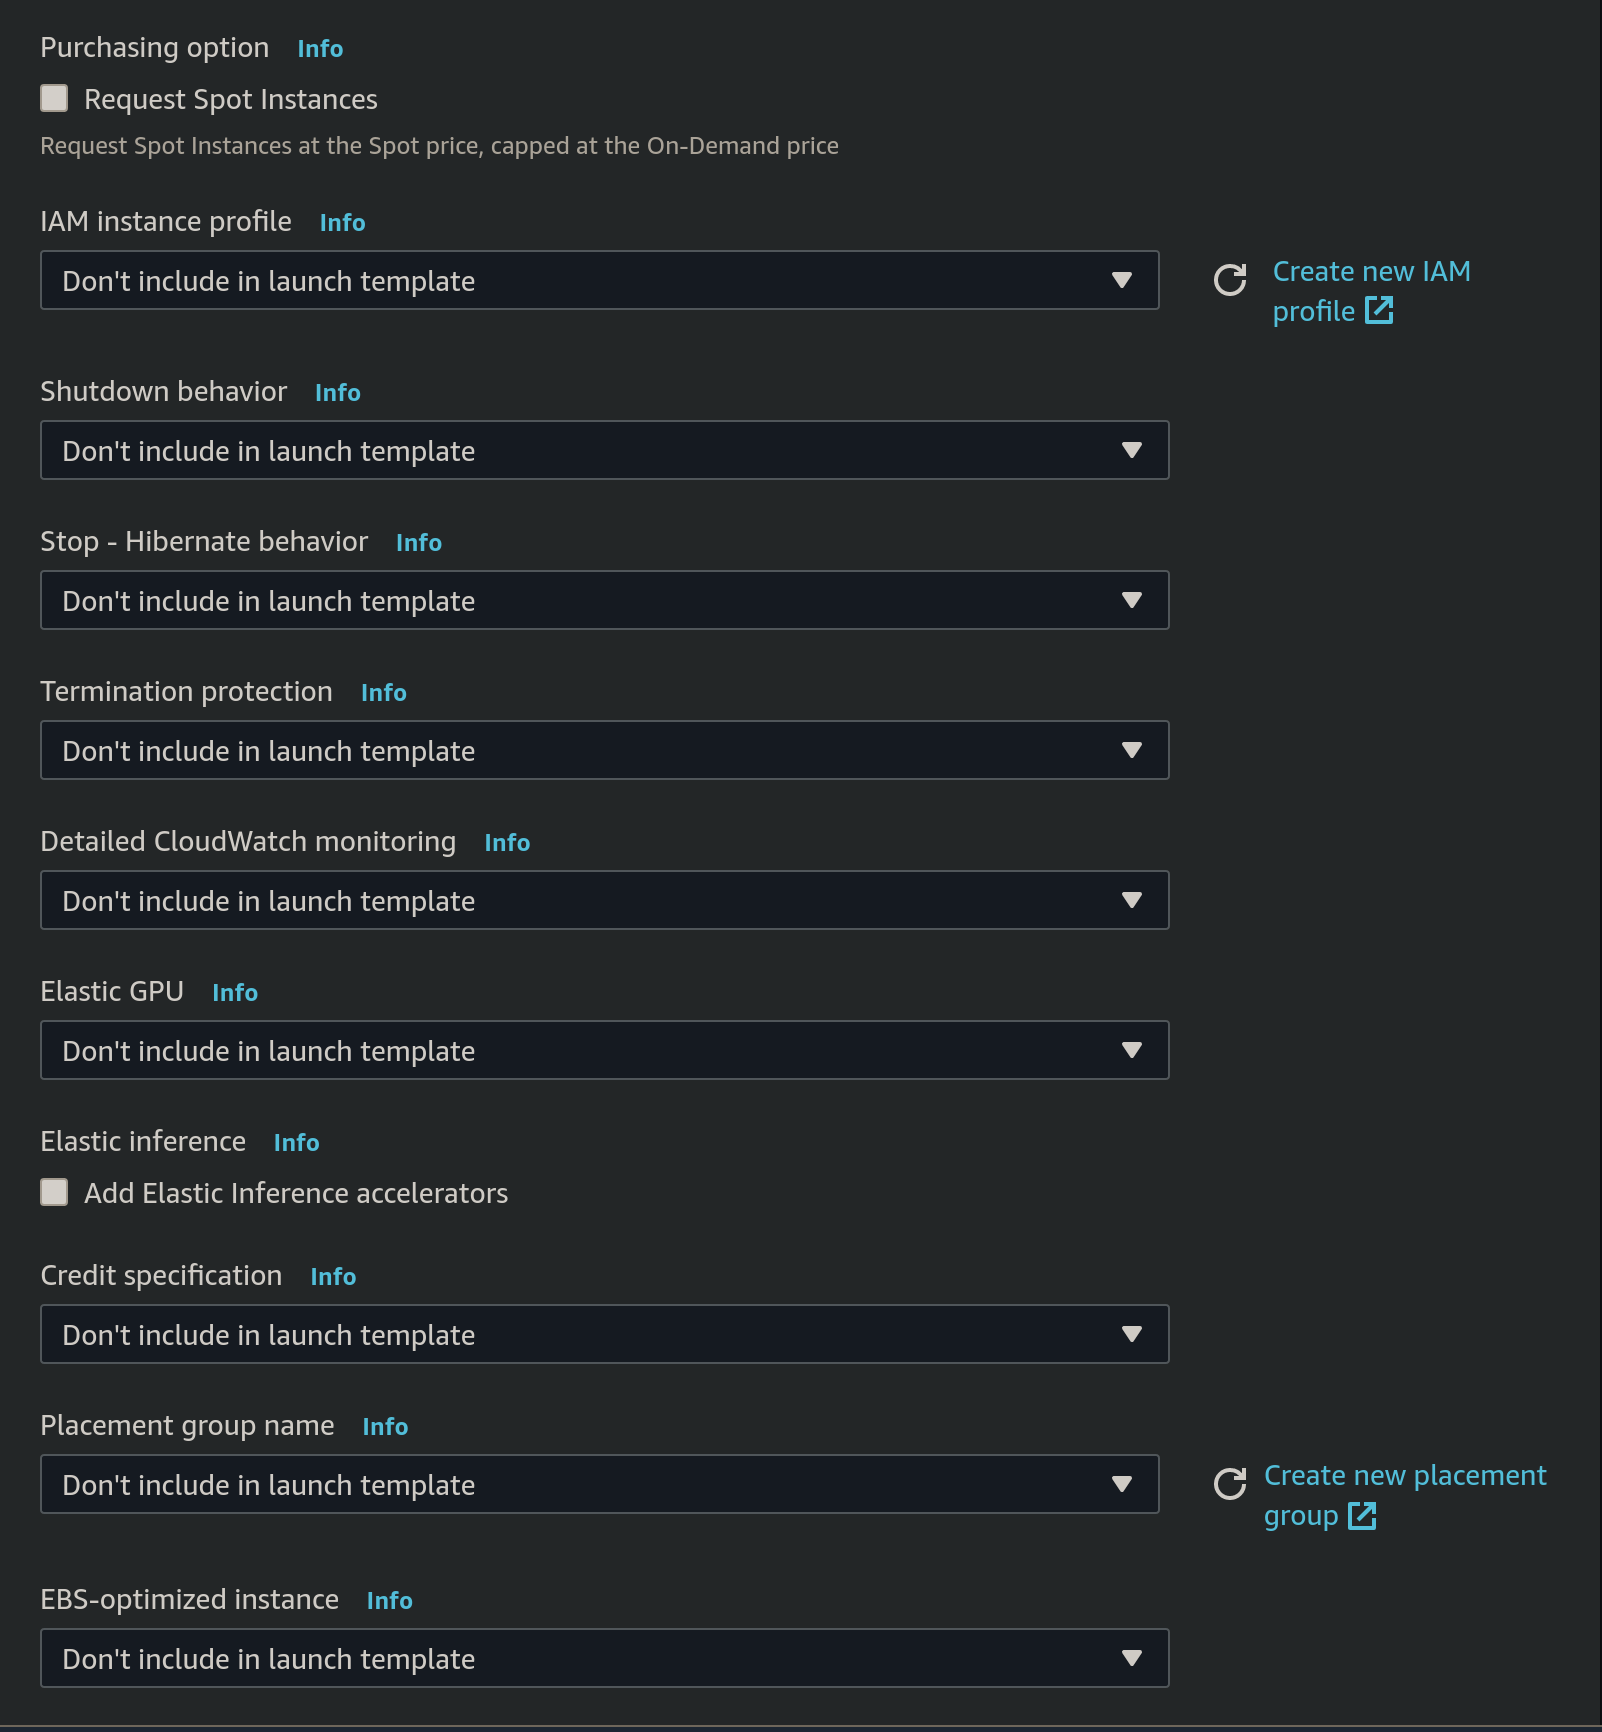 Purchasing option Info
Request Spot Instances
Request Spot Instances at the Spot price, capped at the On-Demand price
IAM instance profile Info
Don't include in launch template
Create new IAM
profile
Shutdown behavior Info
Don't include in launch template
Stop - Hibernate behavior Info
Don't include in launch template
Termination protection Info
Don't include in launch template
Detailed CloudWatch monitoring Info
Don't include in launch template
Elastic GPU Info
Don't include in launch template
Elastic inference Info
Add Elastic Inference accelerators
Credit specification Info
Don't include in launch template
Placement group name Info
Don't include in launch template
Create new placement
group
EBS-optimized instance Info
Don't include in launch template